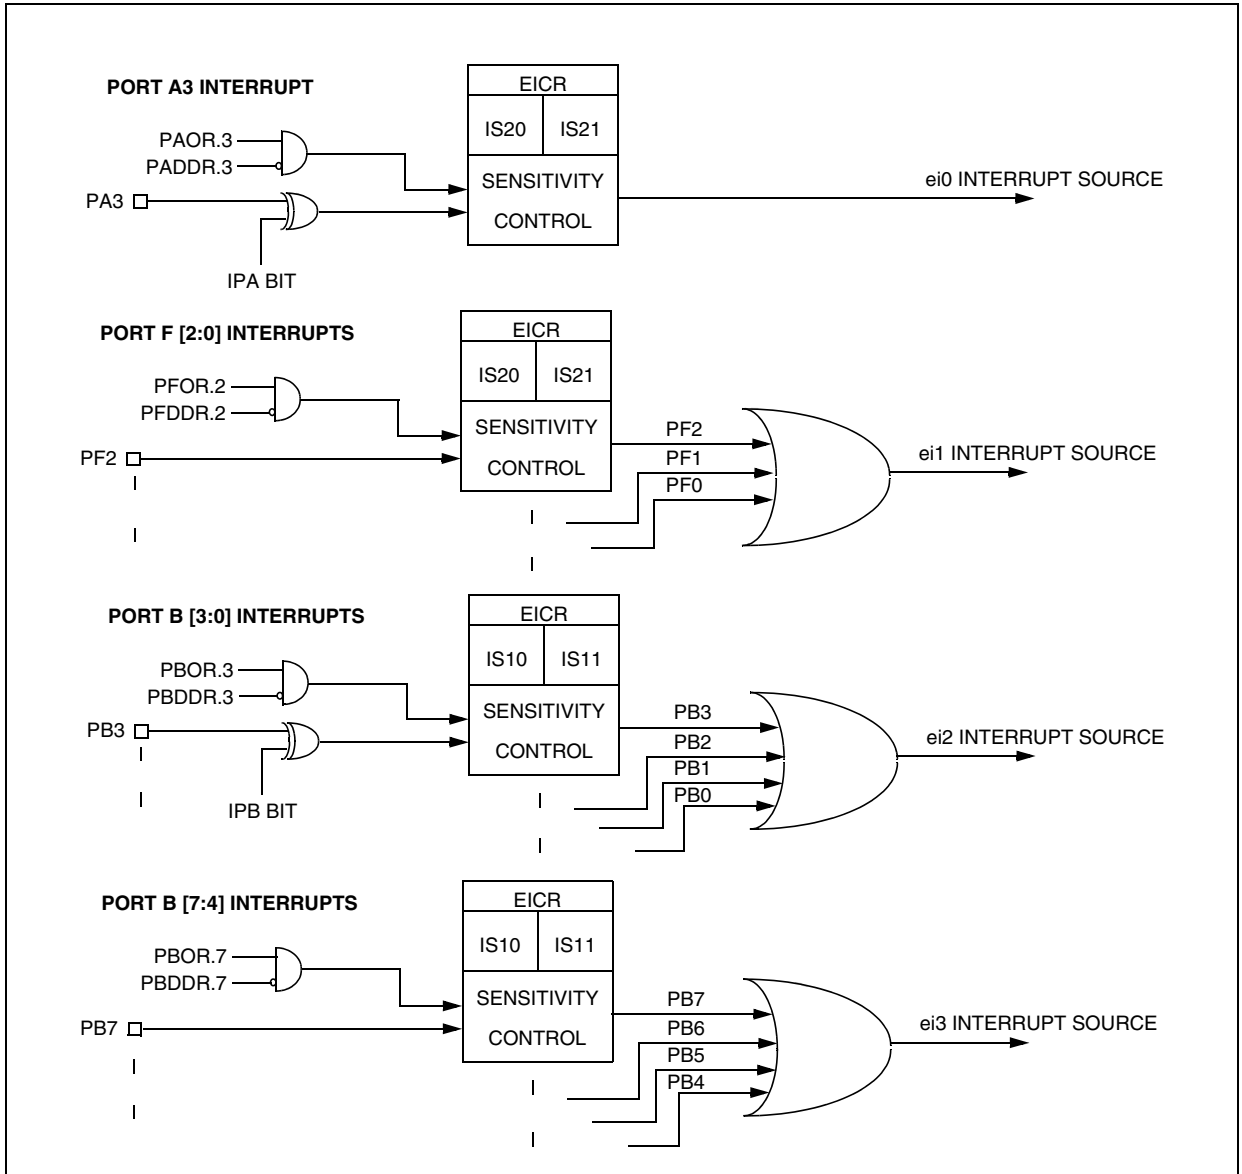 PORT A3 INTERRUPT
EICR
IS20 IS21
PAOR.3
PADDR.3
SENSITIVITY
CONTROL
PA3
IPA BIT
ei0 INTERRUPT SOURCE
PORT F [2:0] INTERRUPTS
EICR
IS20 IS21
PFOR.2
PFDDR.2
SENSITIVITY
CONTROL
PF2
PF2
PF1
PF0
ei1 INTERRUPT SOURCE
PORT B [3:0] INTERRUPTS
EICR
IS10 IS11
PBOR.3
PBDDR.3
SENSITIVITY
CONTROL
PB3
IPB BIT
PB3
PB2
PB1
PB0
ei2 INTERRUPT SOURCE
PORT B [7:4] INTERRUPTS
EICR
IS10 IS11
PBOR.7
PBDDR.7
SENSITIVITY
CONTROL
PB7
PB7
PB6
PB5
PB4
ei3 INTERRUPT SOURCE